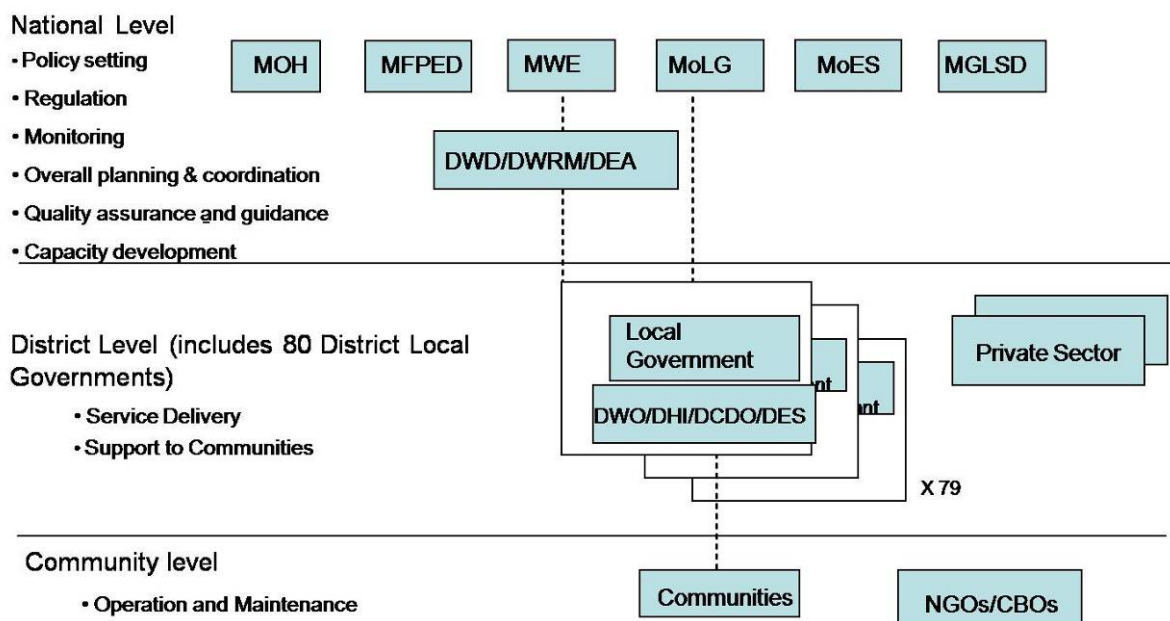 National Level
• Policy setting
• Regulation
• Monitoring
• Overall planning & coordination
• Quality assurance and guidance
• Capacity development
MOH
MFPED
MWE
MoLG
MoES
MGLSD
DWD/DWRM/DEA
District Level (includes 80 District Local
Governments)
• Service Delivery
• Support to Communities
Local
Government
DWO/DHI/DCDO/DES
nt
ant
X 79
Private Sector
Community level
• Operation and Maintenance
Communities
NGOs/CBOs